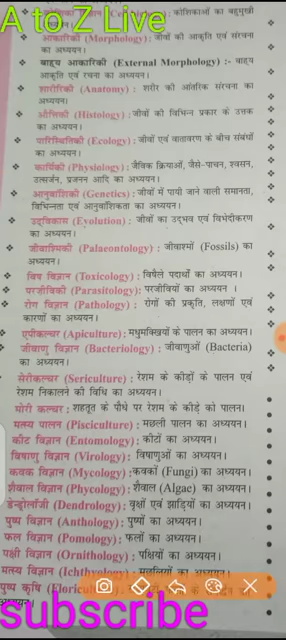 A to Z Live
कोशिकाओं का बहुमुखी
अध्ययन।
आकारिकी (Morphology) : जीवों की आकृति एवं संरचना
का अध्ययन।
बाह्य आकारिकी (External Morphology) :- बाह्य
आकृति एवं रचना का अध्ययन।
शारीरिकी (Anatomy) : शरीर की आंतरिक संरचना का
अध्ययन।
औतिकी (Histology) : जीवों की विभिन्न प्रकार के उत्तक
का अध्ययन।
पारिस्थितिकी (Ecology) : जीवों एवं वातावरण के बीच संबंधों
का अध्ययन।
कार्यिकी (Physiology) : जैविक क्रियाओं, जैसे-पाचन, श्वसन,
उत्सर्जन, प्रजनन आदि का अध्ययन।
आनुवांशिकी (Genetics) : जीवों में पायी जाने वाली समानता,
विभिन्नता एवं आनुवांशिकता का अध्ययन।
उद्विकास (Evolution) : जीवों का उद्भव एवं विभेदीकरण
का अध्ययन।
जीवाश्मिकी (Palaeontology) : जीवाश्मों (Fossils) का
अध्ययन।
विष विज्ञान (Toxicology) : विषैले पदार्थों का अध्ययन।
परजीविकी (Parasitology): परजीवियों का अध्ययन ।
रोग विज्ञान (Pathology) : रोगों की प्रकृति, लक्षणों एवं
कारणों का अध्ययन।
एपीकल्चर (Apiculture) : मधुमक्खियों के पालन का अध्ययन।
जीवाणु विज्ञान (Bacteriology) : जीवाणुओं (Bacteria)
का अध्ययन।
सेरीकल्चर (Sericulture) : रेशम के कीड़ों के पालन एवं
रेशम निकालने की विधि का अध्ययन।
मोरी कल्चर: शहतूत के पौधे पर रेशम के कीड़े को पालना।
मत्स्य पालन (Pisciculture) : मछली पालन का अध्ययन।
कीट विज्ञान (Entomology) : कीटों का अध्ययन।
विषाणु विज्ञान (Virology) : विषाणुओं का अध्ययन।
कवक विज्ञान (Mycology) : कवकों (Fungi) का अध्ययन।
शैवाल विज्ञान (Phycology) : शैवाल (Algae) का अध्ययन।
डेन्ड्रोलॉजी (Dendrology) : वृक्षों एवं झाड़ियों का अध्ययन।
पुष्प विज्ञान (Anthology) : पुष्पों का अध्ययन।
फल विज्ञान (Pomology) : फलों का अध्ययन।
पक्षी विज्ञान (Ornithology) : पक्षियों का अध्ययन।
मत्स्य विज्ञान (Ichthyology) : मछलियों का अध्ययन।
पुष्प कृषि
subscribe